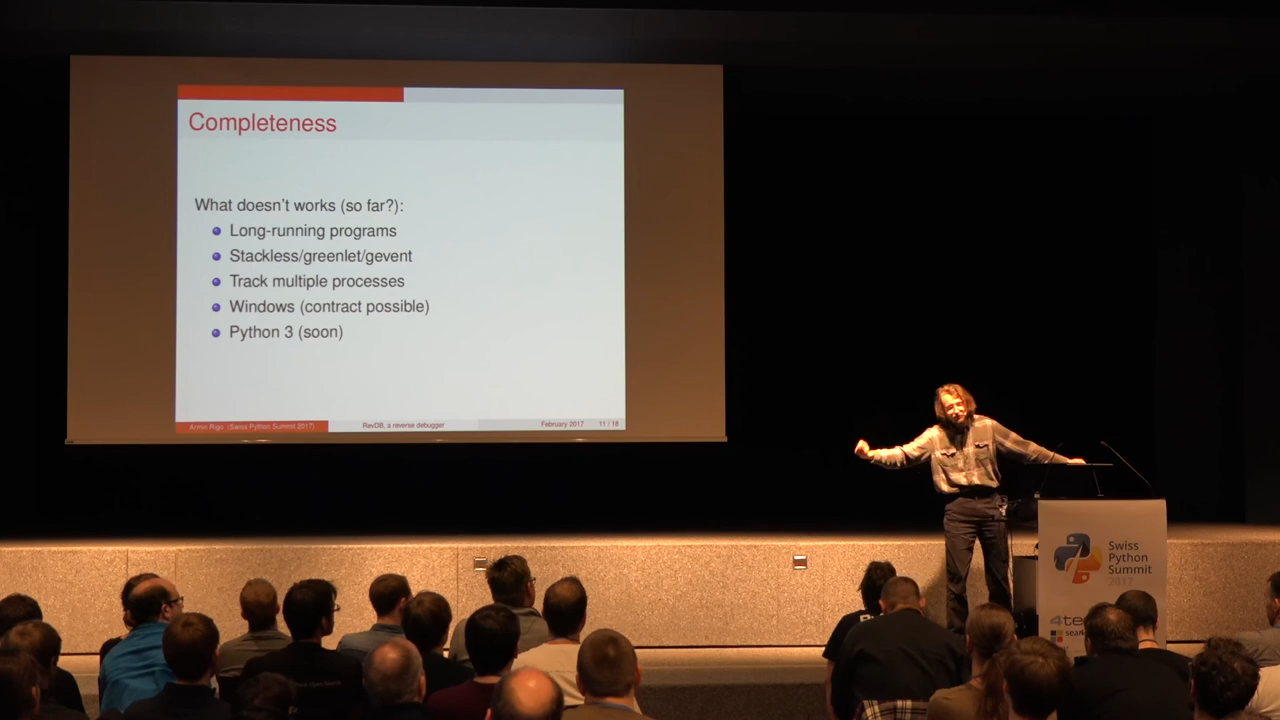 Completeness
What doesn't works (so far?):
Long-running programs
Stackless/greenlet/gevent
Track multiple processes
Windows (contract possible)
Python 3 (soon)
Armin Rigo (Swiss Python Summit 2017)
RevDB, a reverse debugger
February 2017
11 / 18
Swiss
Python
Summit
2017